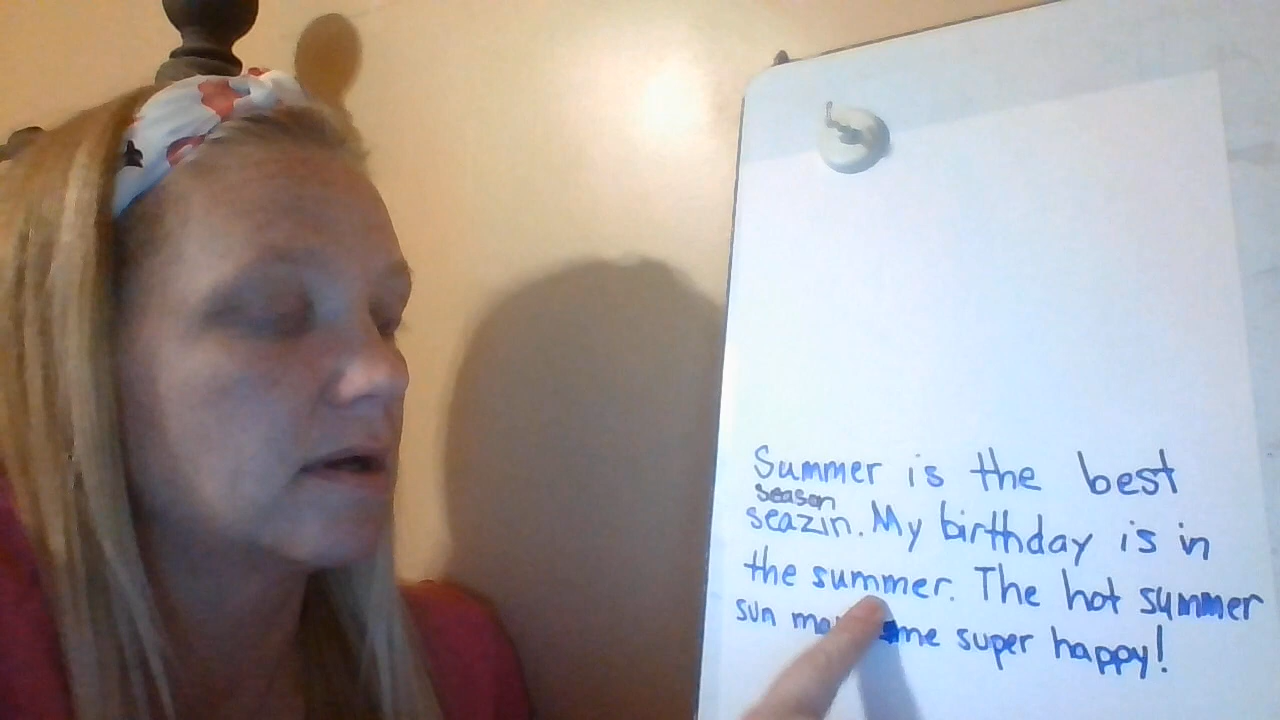 Summer is the best
season
seazin. My birthday is in
the summer. The hot summer
sun me super happy!